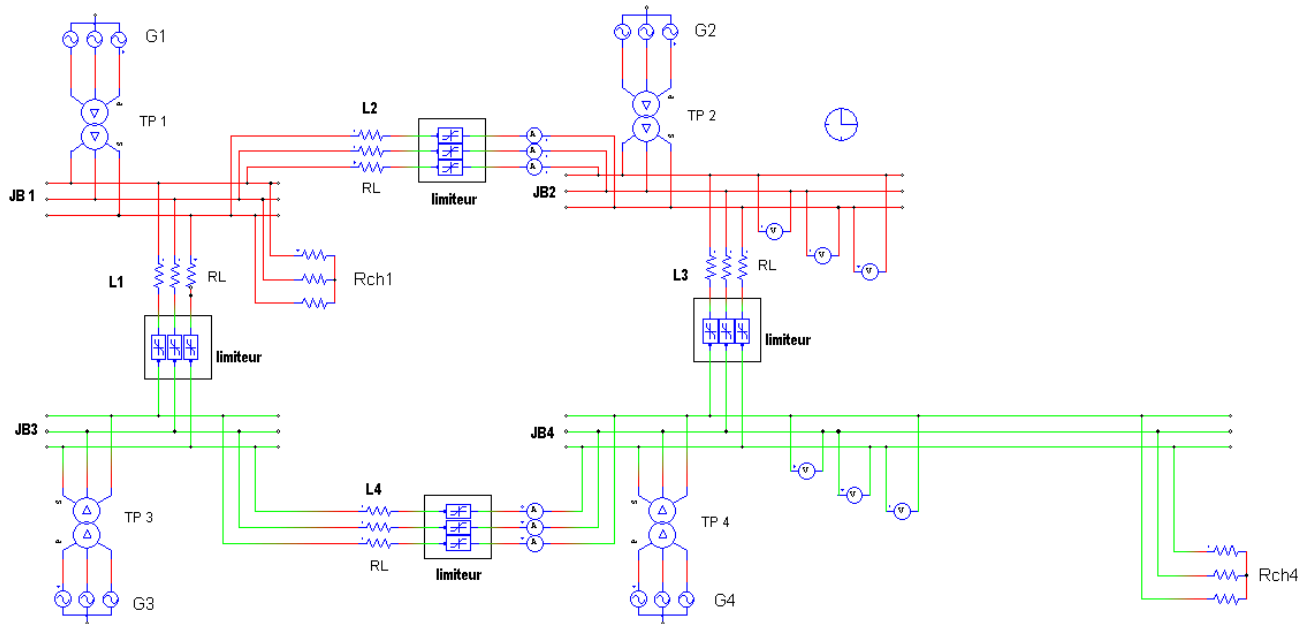 G1
G2
TP 1
TP 2
P
S
P
S
L2
A
A
A
RL
limiteur
JB 1
JB2
V
V
V
L1
RL
Rch1
L3
RL
limiteur
limiteur
JB3
JB4
V
V
V
S
P
S
P
TP 3
TP 4
L4
A
A
A
RL
limiteur
G3
G4
Rch4